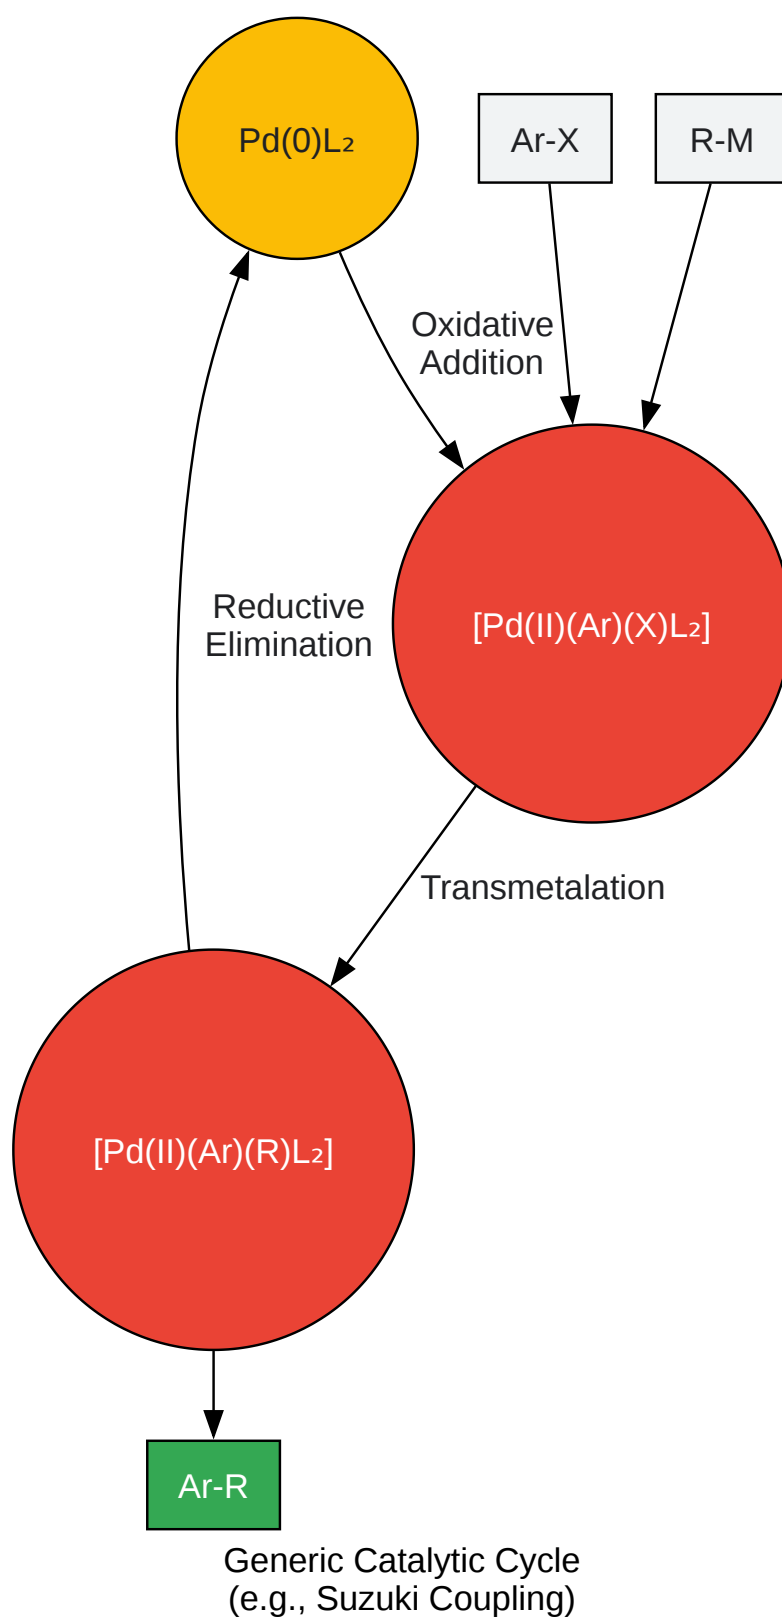 Pd(0)L₂
Ar-X
R-M
Oxidative
Addition
Reductive
Elimination
[Pd(II)(Ar)(X)L₂]
Transmetalation
[Pd(II)(Ar)(R)L₂]
Ar-R
Generic Catalytic Cycle
(e.g., Suzuki Coupling)